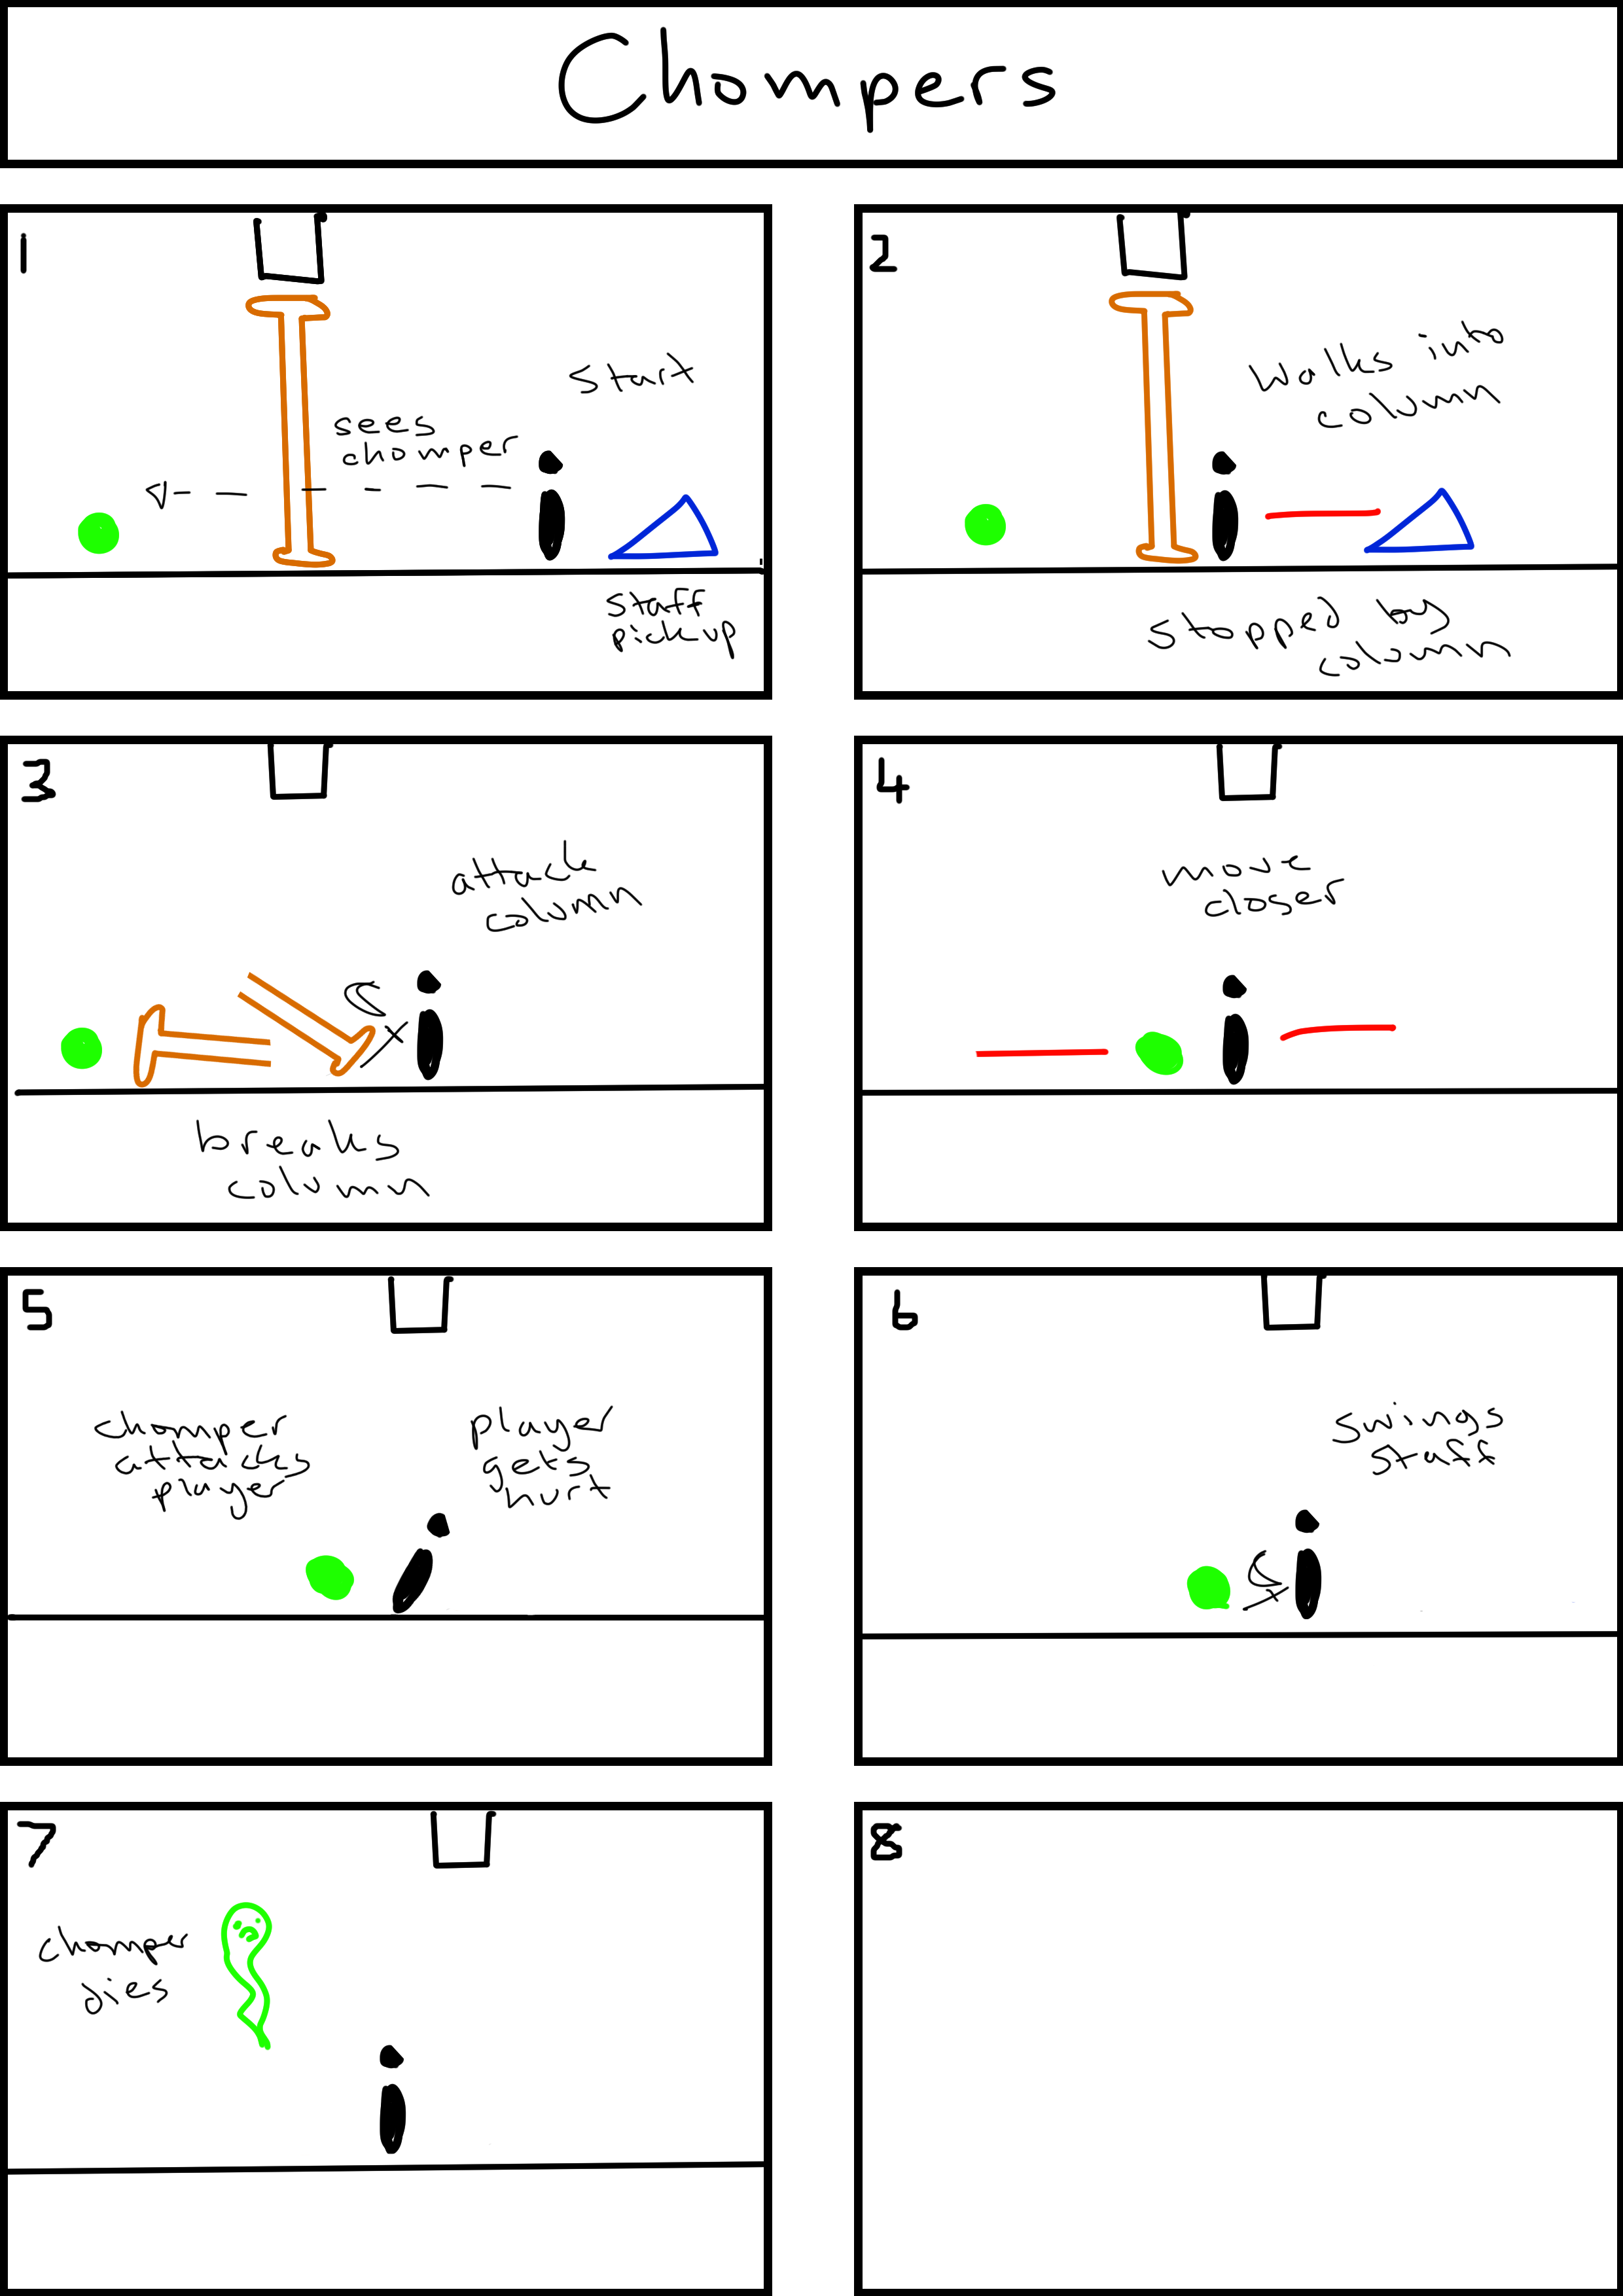 Chompers
1
Start
sees
chomper
staff
pickup
2
Walks into
column
stopped by
column
3
attack
column
breaks
column
4
move
closer
5
chomper
attacks
player
player
gets
hurt
6
swings
staff
7
chomper
dies
8